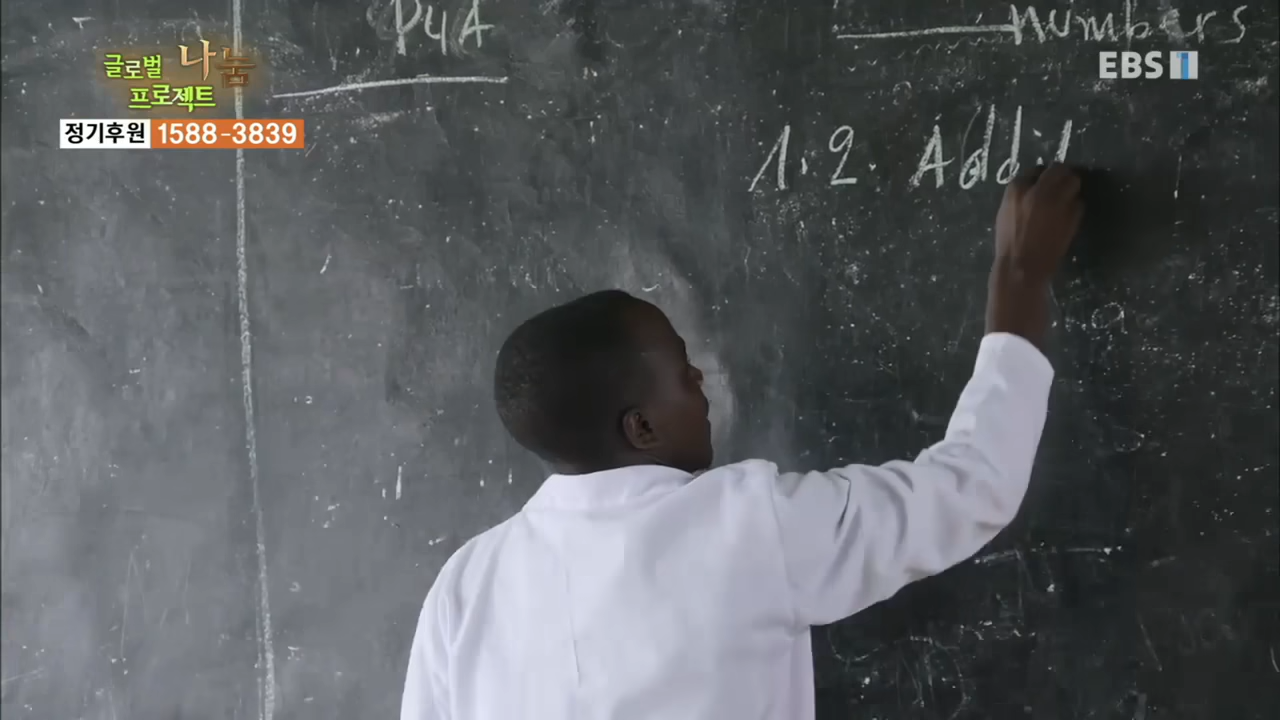 P4A
numbers
글로벌 나눔
프로젝트
EBS 1
정기후원 1588-3839
1.2. Addit